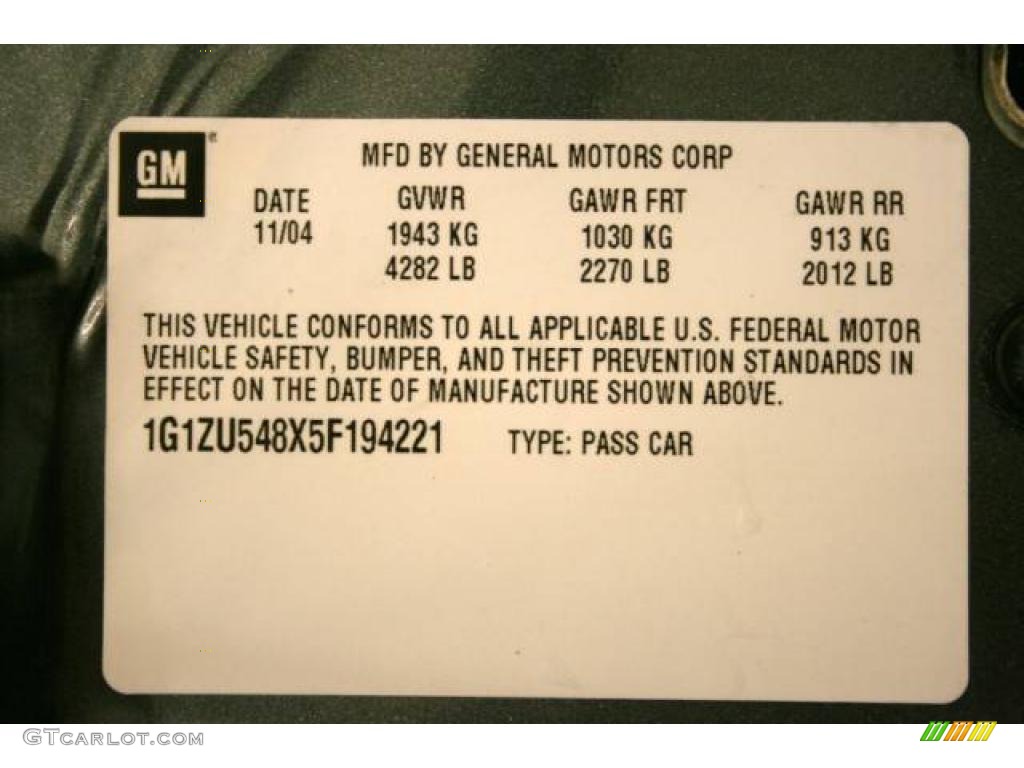 GM ®
MFD BY GENERAL MOTORS CORP
DATE GVWR GAWR FRT GAWR RR
11/04 1943 KG 1030 KG 913 KG
4282 LB 2270 LB 2012 LB
THIS VEHICLE CONFORMS TO ALL APPLICABLE U.S. FEDERAL MOTOR
VEHICLE SAFETY, BUMPER, AND THEFT PREVENTION STANDARDS IN
EFFECT ON THE DATE OF MANUFACTURE SHOWN ABOVE.
1G1ZU548X5F194221 TYPE: PASS CAR
GTCARLOT.COM